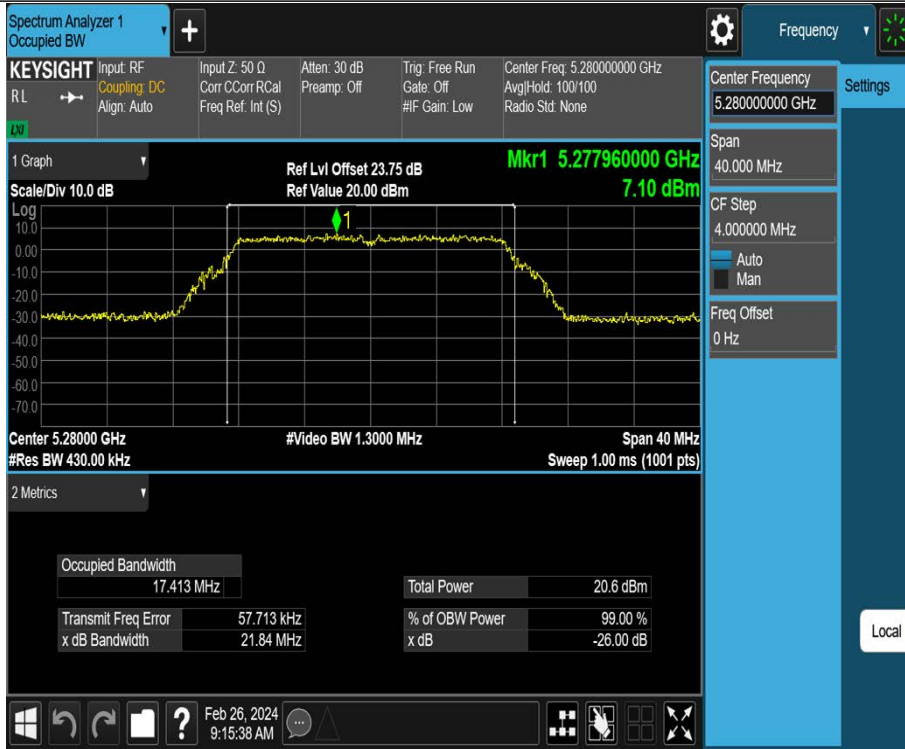 Spectrum Analyzer 1
Occupied BW
+
Frequency
KEYSIGHT
R L
LXI
Input: RF
Coupling: DC
Align: Auto
Input Z: 50 Ω
Corr CCorr RCal
Freq Ref: Int (S)
Atten: 30 dB
Preamp: Off
Trig: Free Run
Gate: Off
#IF Gain: Low
Center Freq: 5.280000000 GHz
Avg|Hold: 100/100
Radio Std: None
Center Frequency
5.280000000 GHz
Settings
Span
40.000 MHz
CF Step
4.000000 MHz
Auto
Man
Freq Offset
0 Hz
1 Graph
Scale/Div 10.0 dB
Ref Lvl Offset 23.75 dB
Ref Value 20.00 dBm
Mkr1 5.277960000 GHz
7.10 dBm
Log
10.0
0.00
-10.0
-20.0
-30.0
-40.0
-50.0
-60.0
-70.0
1
Center 5.28000 GHz
#Video BW 1.3000 MHz
Span 40 MHz
#Res BW 430.00 kHz
Sweep 1.00 ms (1001 pts)
2 Metrics
Occupied Bandwidth
17.413 MHz
Total Power 20.6 dBm
Transmit Freq Error 57.713 kHz
% of OBW Power 99.00 %
x dB Bandwidth 21.84 MHz
x dB -26.00 dB
Local
?
Feb 26, 2024
9:15:38 AM